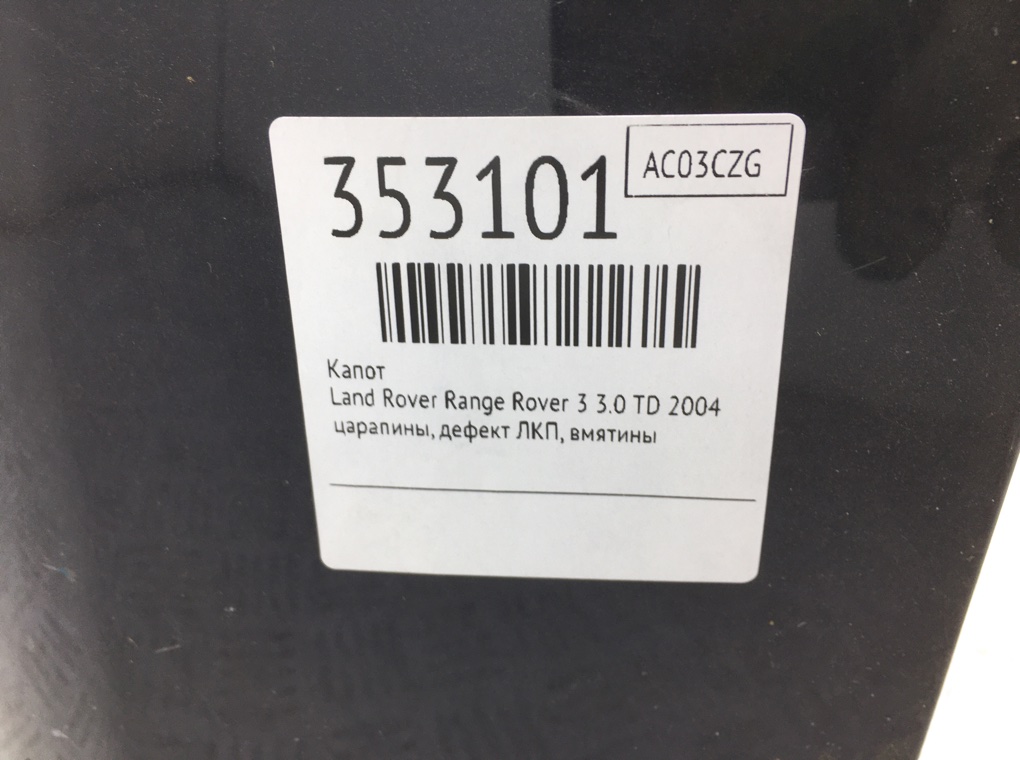 353101
AC03CZG
Капот
Land Rover Range Rover 3 3.0 TD 2004
царапины, дефект ЛКП, вмятины